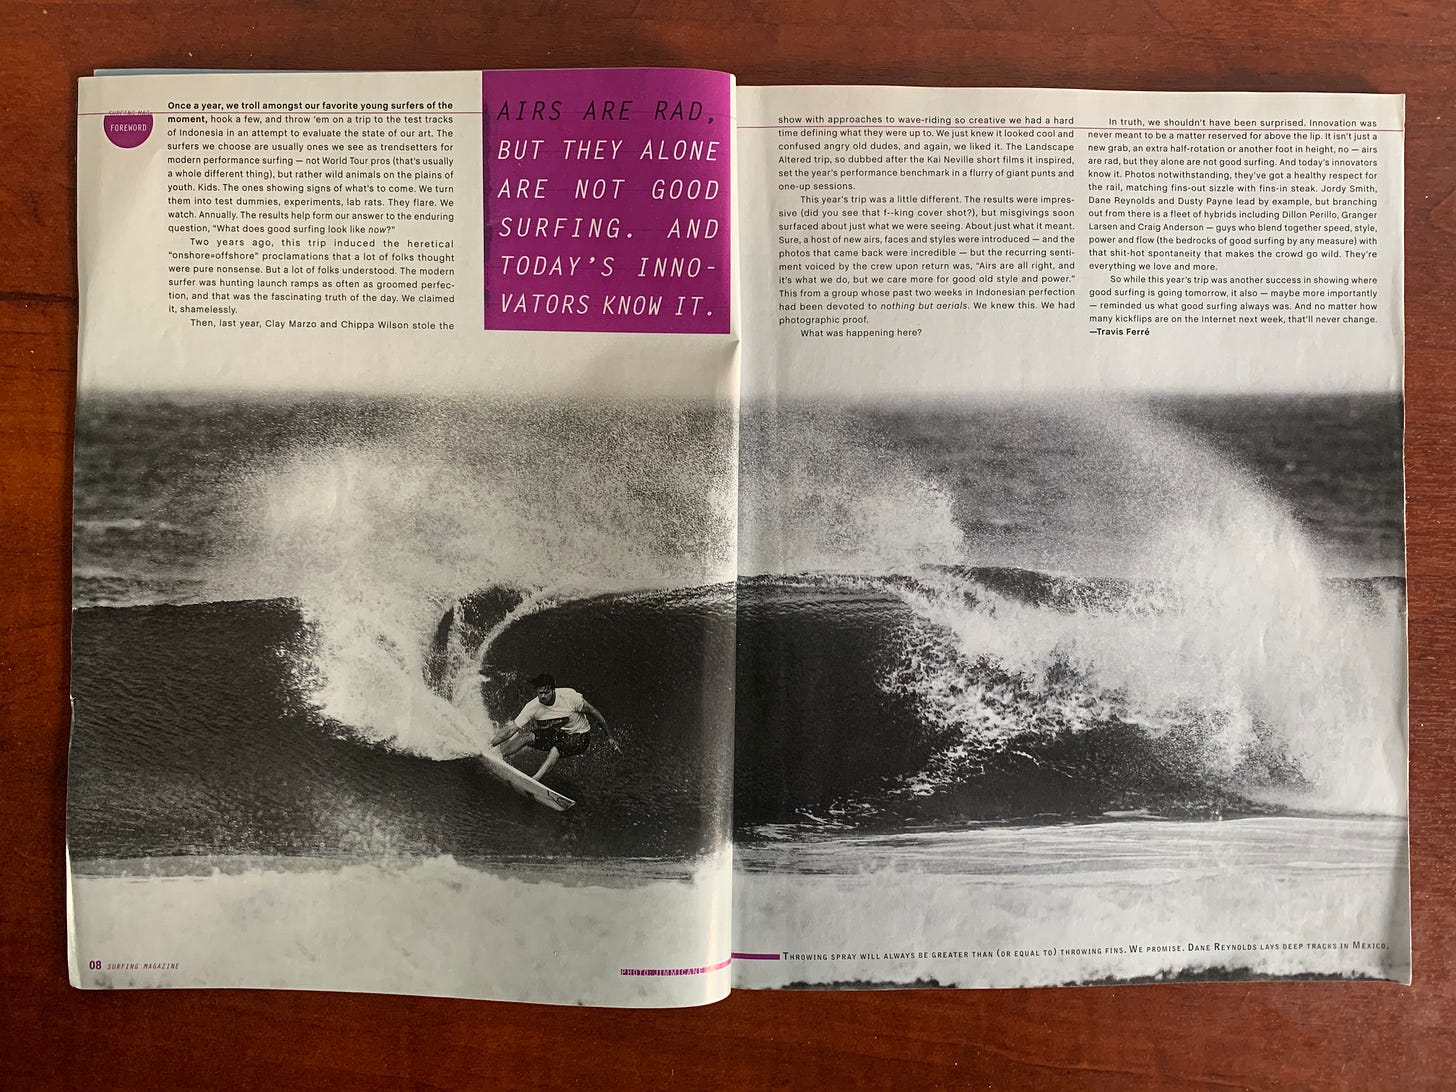 SURFING MAG
FOREWORD
Once a year, we troll amongst our favorite young surfers of the
moment, hook a few, and throw 'em on a trip to the test tracks
of Indonesia in an attempt to evaluate the state of our art. The
surfers we choose are usually ones we see as trendsetters for
modern performance surfing — not World Tour pros (that's usually
a whole different thing), but rather wild animals on the plains of
youth. Kids. The ones showing signs of what's to come. We turn
them into test dummies, experiments, lab rats. They flare. We
watch. Annually. The results help form our answer to the enduring
question, "What does good surfing look like now?"
Two years ago, this trip induced the heretical
"onshore=offshore" proclamations that a lot of folks thought
were pure nonsense. But a lot of folks understood. The modern
surfer was hunting launch ramps as often as groomed perfec-
tion, and that was the fascinating truth of the day. We claimed
it, shamelessly.
Then, last year, Clay Marzo and Chippa Wilson stole the
AIRS ARE RAD,
BUT THEY ALONE
ARE NOT GOOD
SURFING. AND
TODAY'S INNO-
VATORS KNOW IT.
show with approaches to wave-riding so creative we had a hard
time defining what they were up to. We just knew it looked cool and
confused angry old dudes, and again, we liked it. The Landscape
Altered trip, so dubbed after the Kai Neville short films it inspired,
set the year's performance benchmark in a flurry of giant punts and
one-up sessions.
This year's trip was a little different. The results were impres-
sive (did you see that f--king cover shot?), but misgivings soon
surfaced about just what we were seeing. About just what it meant.
Sure, a host of new airs, faces and styles were introduced — and the
photos that came back were incredible — but the recurring senti-
ment voiced by the crew upon return was, "Airs are all right, and
it's what we do, but we care more for good old style and power."
This from a group whose past two weeks in Indonesian perfection
had been devoted to nothing but aerials. We knew this. We had
photographic proof.
What was happening here?
In truth, we shouldn't have been surprised. Innovation was
never meant to be a matter reserved for above the lip. It isn't just a
new grab, an extra half-rotation or another foot in height, no — airs
are rad, but they alone are not good surfing. And today's innovators
know it. Photos notwithstanding, they've got a healthy respect for
the rail, matching fins-out sizzle with fins-in steak. Jordy Smith,
Dane Reynolds and Dusty Payne lead by example, but branching
out from there is a fleet of hybrids including Dillon Perillo, Granger
Larsen and Craig Anderson — guys who blend together speed, style,
power and flow (the bedrocks of good surfing by any measure) with
that shit-hot spontaneity that makes the crowd go wild. They're
everything we love and more.
So while this year's trip was another success in showing where
good surfing is going tomorrow, it also — maybe more importantly
— reminded us what good surfing always was. And no matter how
many kickflips are on the Internet next week, that'll never change.
—Travis Ferré
08 SURFING MAGAZINE
PHOTO: JIMMICANE
THROWING SPRAY WILL ALWAYS BE GREATER THAN (OR EQUAL TO) THROWING FINS. WE PROMISE. DANE REYNOLDS LAYS DEEP TRACKS IN MEXICO.